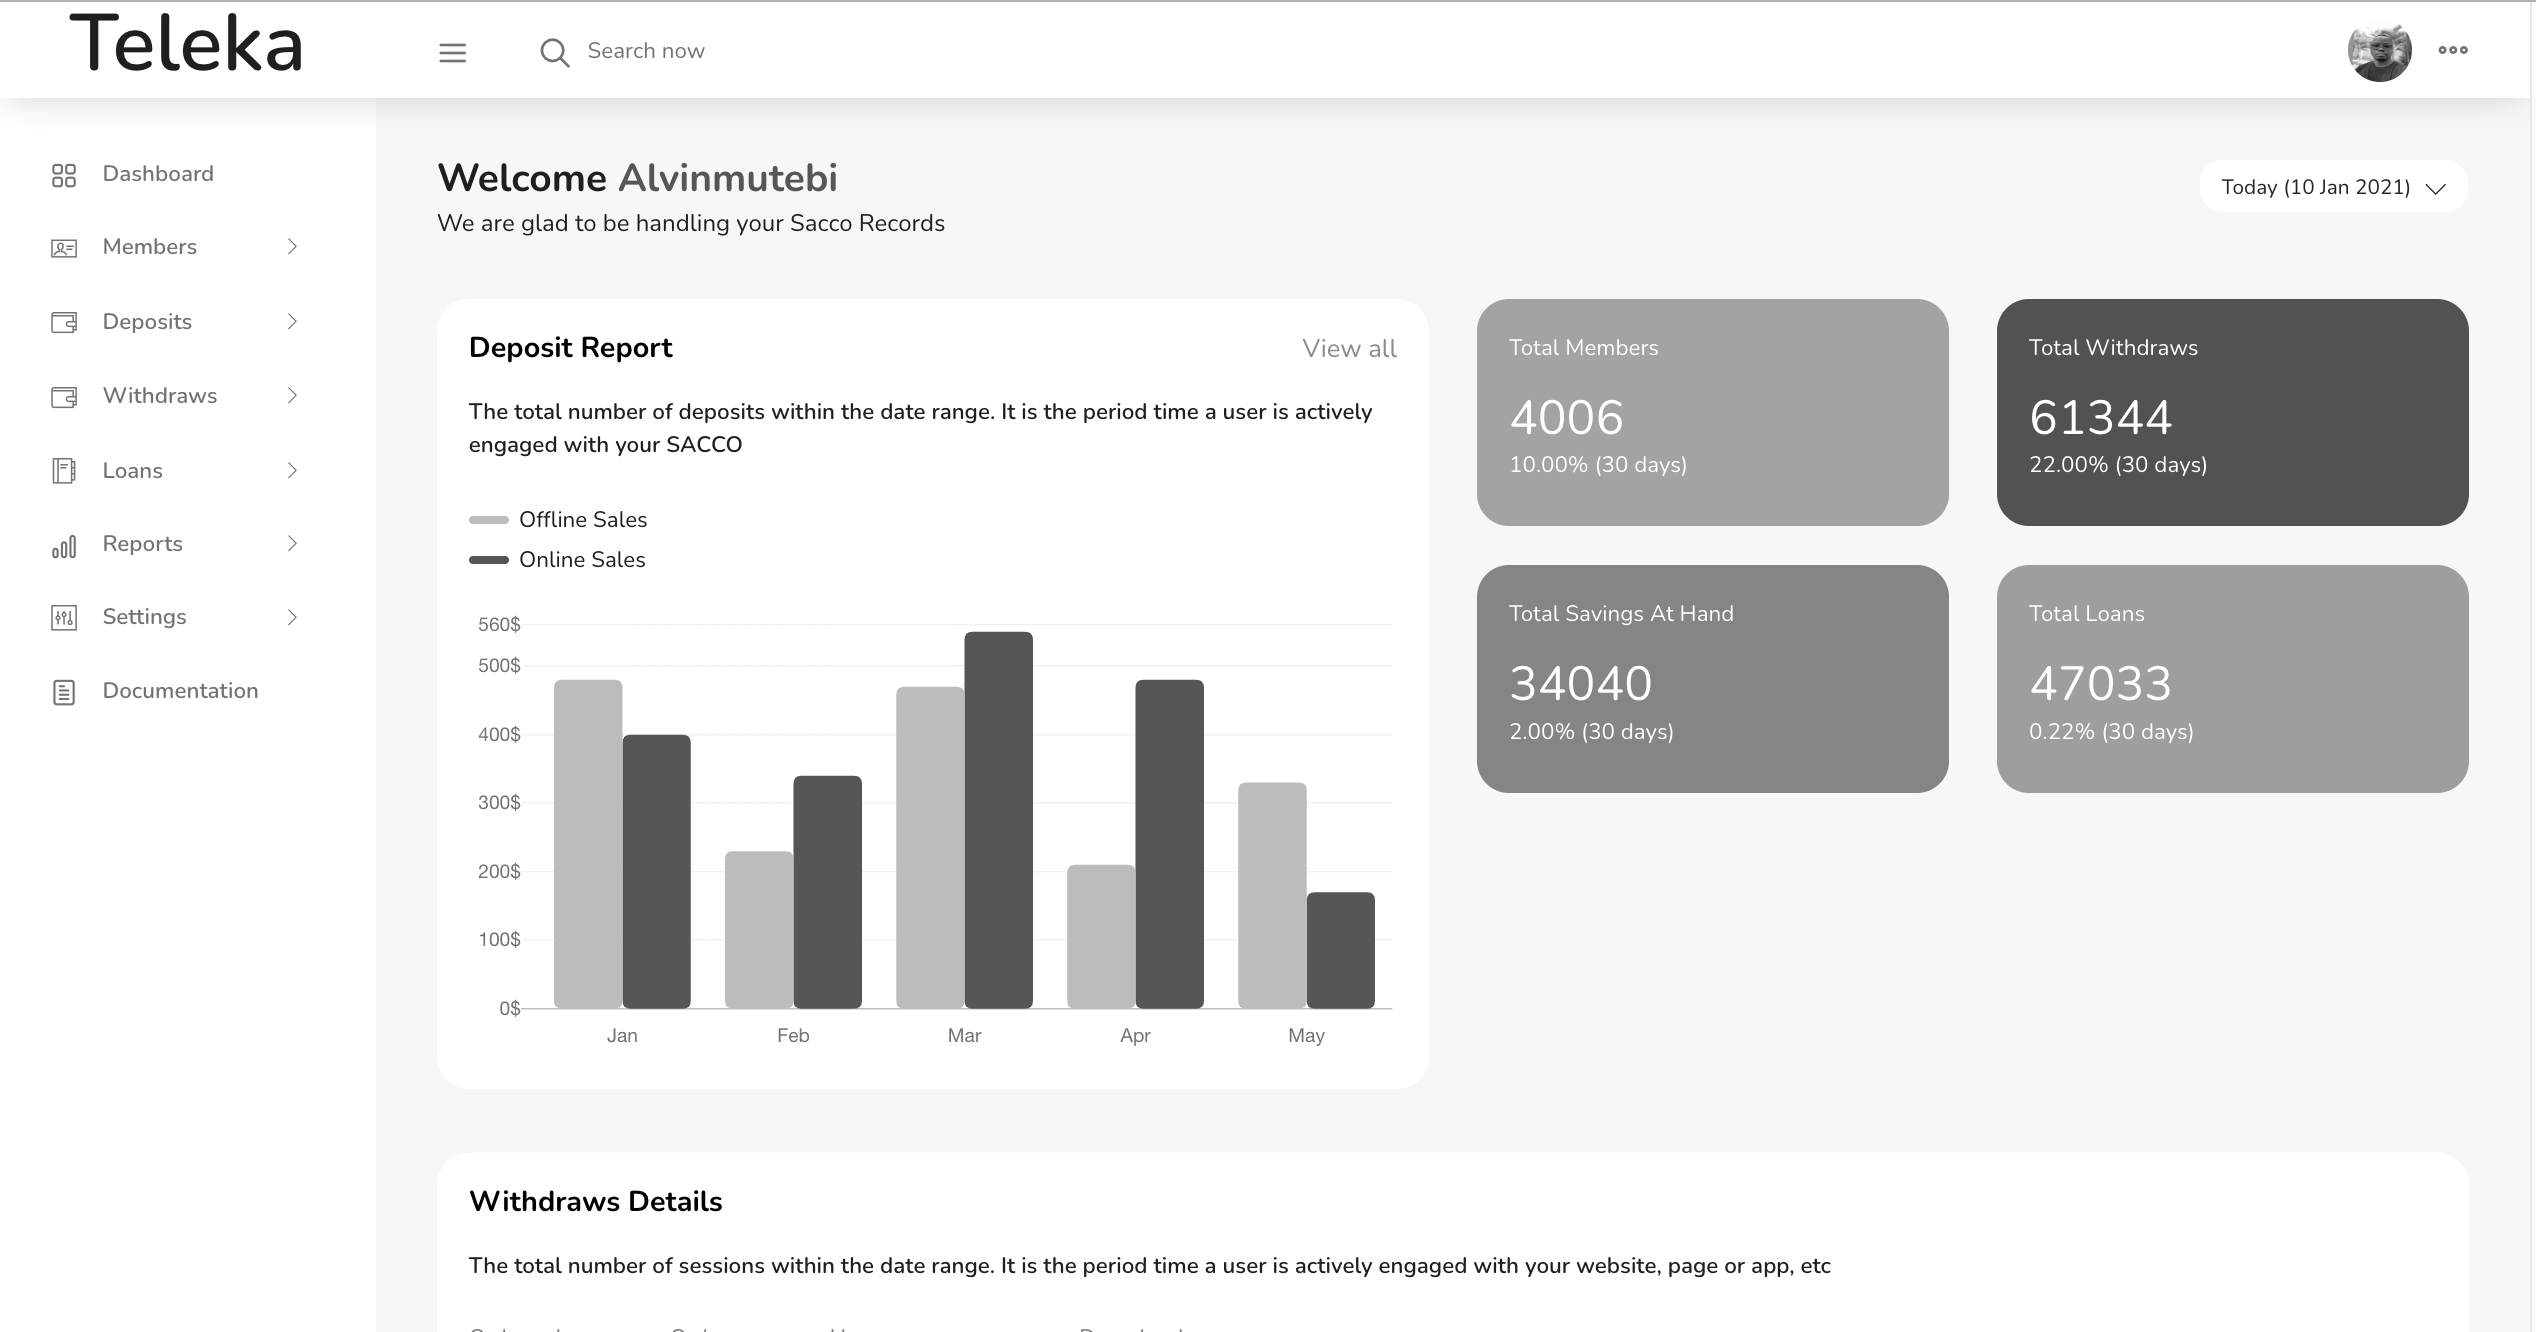 Teleka
Search now
Dashboard
Members
Deposits
Withdraws
Loans
Reports
Settings
Documentation
Welcome Alvinmutebi
We are glad to be handling your Sacco Records
Today (10 Jan 2021)
Deposit Report
View all
The total number of deposits within the date range. It is the period time a user is actively
engaged with your SACCO
Offline Sales
Online Sales
560$
500$
400$
300$
200$
100$
0$
Jan Feb Mar Apr May
Total Members
4006
10.00% (30 days)
Total Withdraws
61344
22.00% (30 days)
Total Savings At Hand
34040
2.00% (30 days)
Total Loans
47033
0.22% (30 days)
Withdraws Details
The total number of sessions within the date range. It is the period time a user is actively engaged with your website, page or app, etc